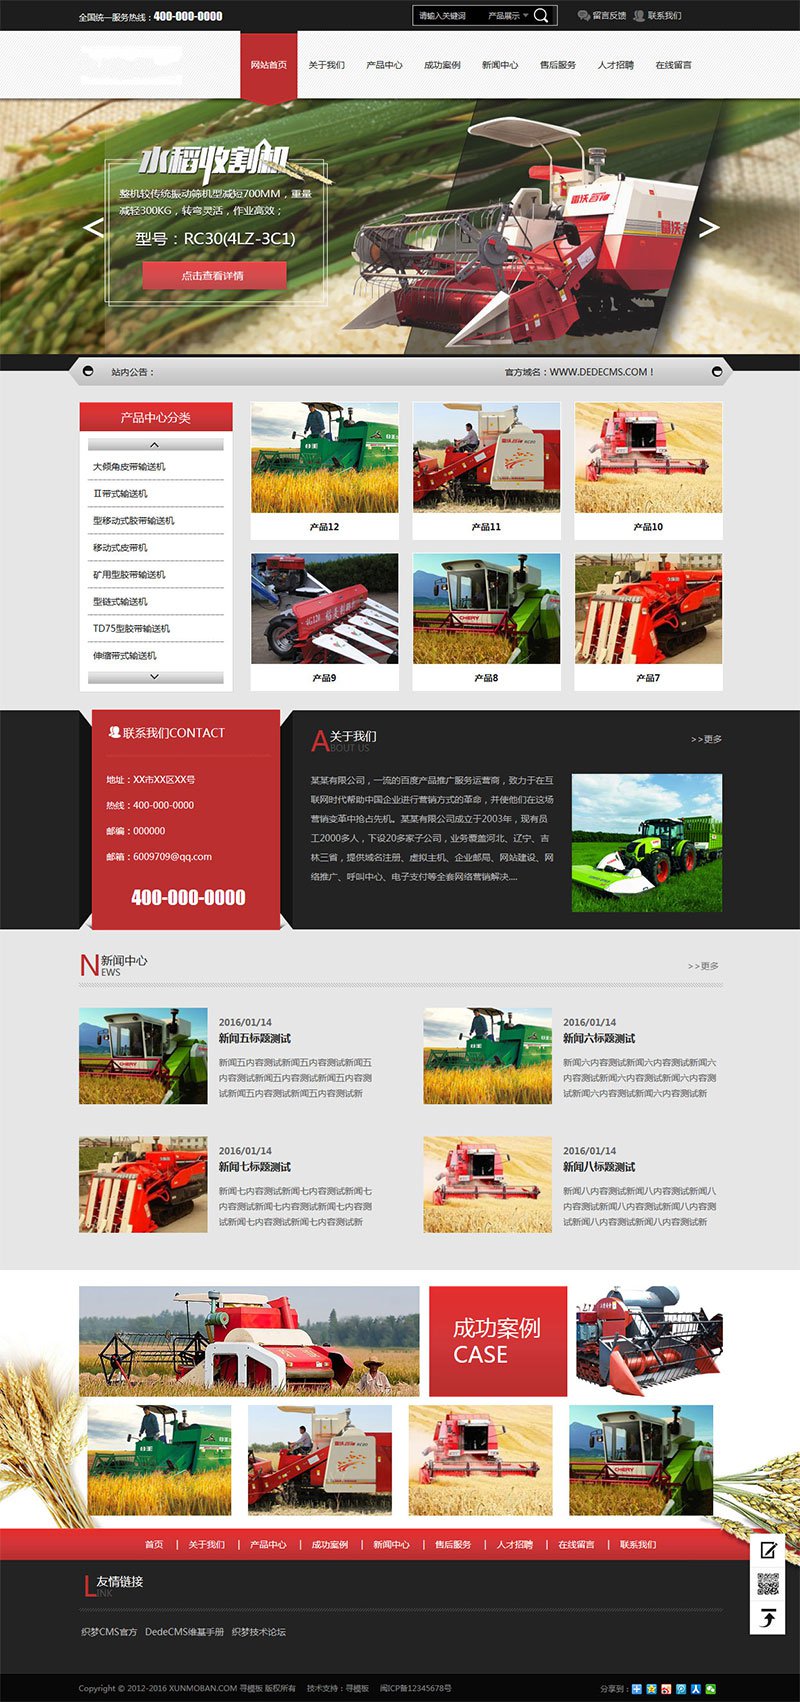 全国统一服务热线：400-000-0000
请输入关键词 产品展示
留言反馈 联系我们
网站首页 关于我们 产品中心 成功案例 新闻中心 售后服务 人才招聘 在线留言
水稻收割机
整机较传统振动筛机型减短700MM，重量
减轻300KG，转弯灵活，作业高效；
型号：RC30(4LZ-3C1)
点击查看详情
站内公告：
官方域名：WWW.DEDECMS.COM！
产品中心分类
大倾角皮带输送机
II带式输送机
型移动式胶带输送机
移动式皮带机
矿用型胶带输送机
型链式输送机
TD75型胶带输送机
伸缩带式输送机
产品12
产品11
产品10
产品9
产品8
产品7
联系我们CONTACT
地址：XX市XX区XX号
热线：400-000-0000
邮编：000000
邮箱：6009709@qq.com
400-000-0000
关于我们
ABOUT US
>>更多
某某有限公司，一流的百度产品推广服务运营商，致力于在互
联网时代帮助中国企业进行营销方式的革命，并使他们在这场
营销变革中抢占先机。某某有限公司成立于2003年，现有员
工2000多人，下设20多家子公司，业务覆盖河北、辽宁、吉
林三省，提供域名注册、虚拟主机、企业邮局、网站建设、网
络推广、呼叫中心、电子支付等全套网络营销解决....
新闻中心
NEWS
>>更多
2016/01/14
新闻五标题测试
新闻五内容测试新闻五内容测试新闻五
内容测试新闻五内容测试新闻五内容测
试新闻五内容测试新闻五内容测试新
2016/01/14
新闻六标题测试
新闻六内容测试新闻六内容测试新闻六
内容测试新闻六内容测试新闻六内容测
试新闻六内容测试新闻六内容测试新
2016/01/14
新闻七标题测试
新闻七内容测试新闻七内容测试新闻七
内容测试新闻七内容测试新闻七内容测
试新闻七内容测试新闻七内容测试新
2016/01/14
新闻八标题测试
新闻八内容测试新闻八内容测试新闻八
内容测试新闻八内容测试新闻八内容测
试新闻八内容测试新闻八内容测试新
成功案例
CASE
首页 | 关于我们 | 产品中心 | 成功案例 | 新闻中心 | 售后服务 | 人才招聘 | 在线留言 | 联系我们
友情链接
LINK
织梦CMS官方 DedeCMS维基手册 织梦技术论坛
Copyright © 2012-2016 XUNMOBAN.COM 寻模板 版权所有 技术支持：寻模板 闽ICP备12345678号
分享到：